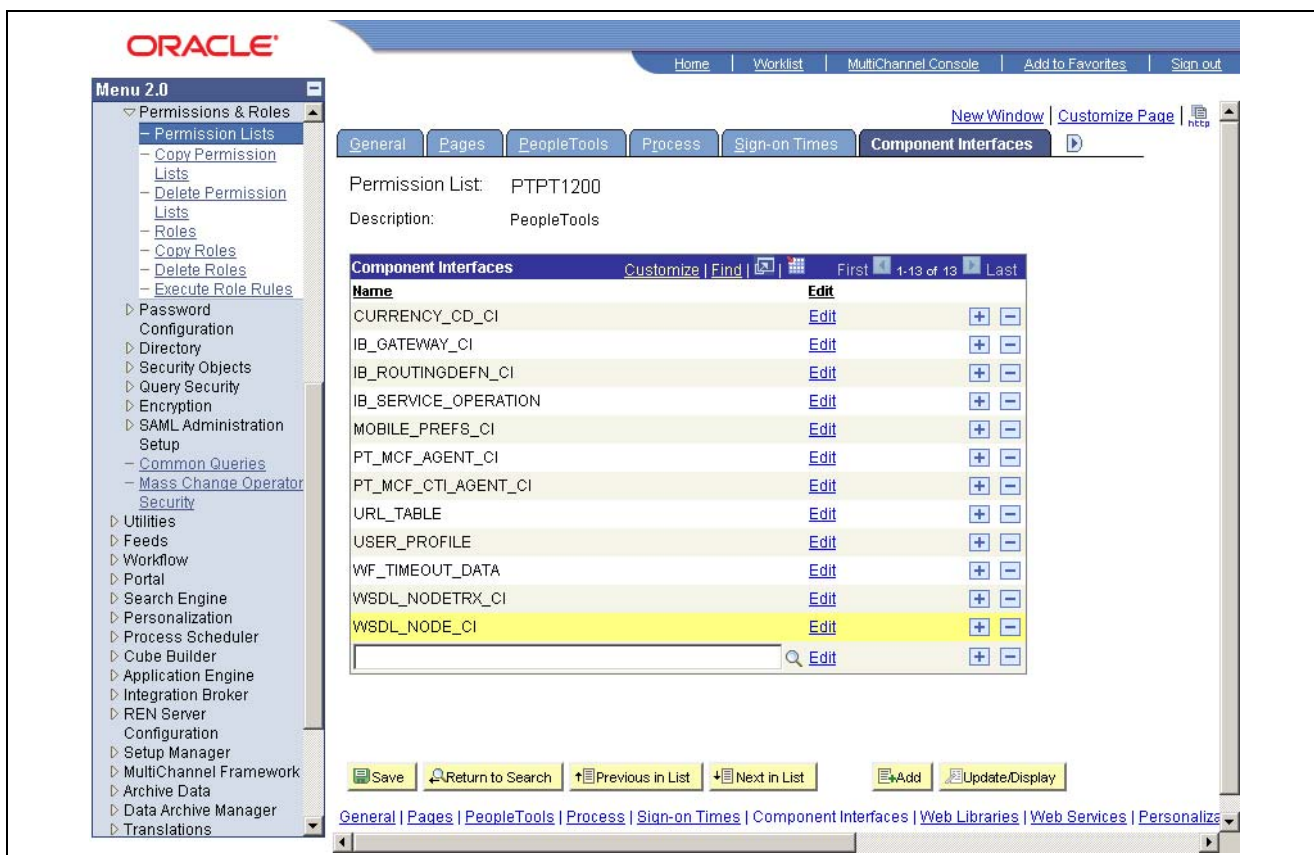 ORACLE
Home | Worklist | MultiChannel Console | Add to Favorites | Sign out
Menu 2.0
Permissions & Roles
Permission Lists
Copy Permission
Lists
Delete Permission
Lists
Roles
Copy Roles
Delete Roles
Execute Role Rules
Password
Configuration
Directory
Security Objects
Query Security
Encryption
SAML Administration
Setup
Common Queries
Mass Change Operator
Security
Utilities
Feeds
Workflow
Portal
Search Engine
Personalization
Process Scheduler
Cube Builder
Application Engine
Integration Broker
REN Server
Configuration
Setup Manager
MultiChannel Framework
Archive Data
Data Archive Manager
Translations
New Window | Customize Page | http
General Pages PeopleTools Process Sign-on Times Component Interfaces
Permission List: PTPT1200
Description: PeopleTools
Component Interfaces Customize | Find | First 1-13 of 13 Last
Name Edit
CURRENCY_CD_CI Edit
IB_GATEWAY_CI Edit
IB_ROUTINGDEFN_CI Edit
IB_SERVICE_OPERATION Edit
MOBILE_PREFS_CI Edit
PT_MCF_AGENT_CI Edit
PT_MCF_CTI_AGENT_CI Edit
URL_TABLE Edit
USER_PROFILE Edit
WF_TIMEOUT_DATA Edit
WSDL_NODETRX_CI Edit
WSDL_NODE_CI Edit
Edit
Save Return to Search Previous in List Next in List Add Update/Display
General | Pages | PeopleTools | Process | Sign-on Times | Component Interfaces | Web Libraries | Web Services | Personaliza